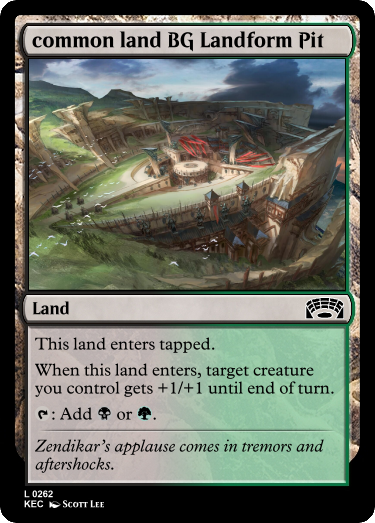 common land BG Landform Pit
Land
This land enters tapped.
When this land enters, target creature
you control gets +1/+1 until end of turn.
: Add or .
Zendikar's applause comes in tremors and
aftershocks.
L 0262
KEC Scott Lee